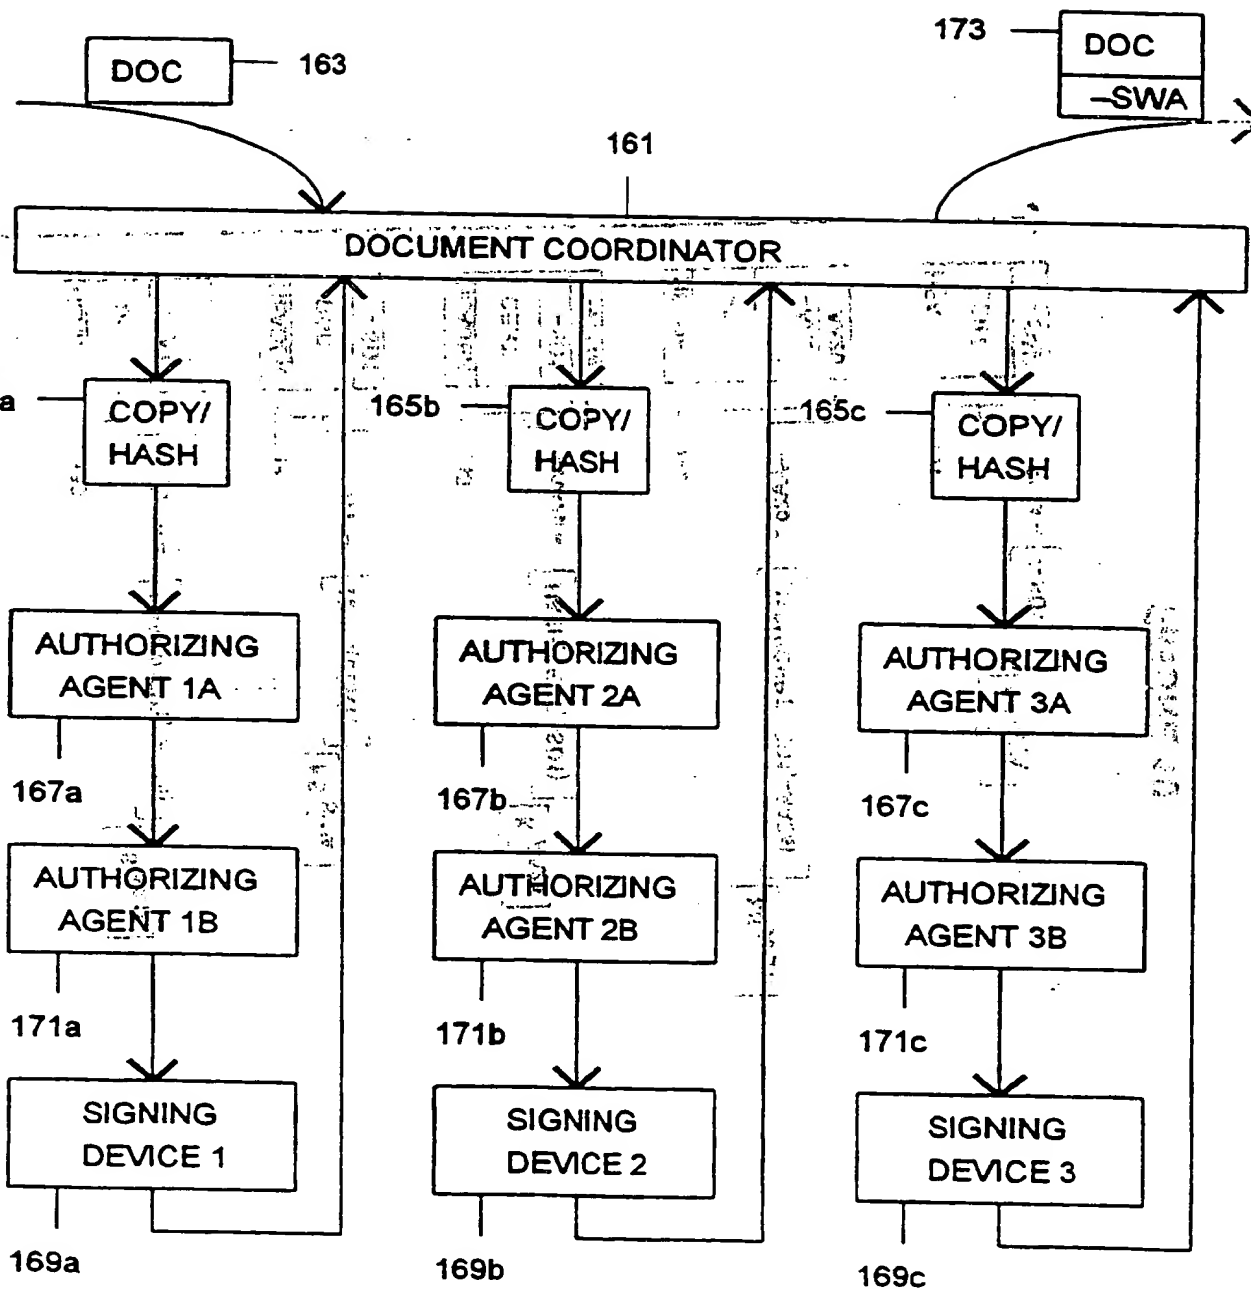 DOC
163
173
DOC
–SWA
161
DOCUMENT COORDINATOR
a
COPY/
HASH
165b
COPY/
HASH
165c
COPY/
HASH
AUTHORIZING
AGENT 1A
AUTHORIZING
AGENT 2A
AUTHORIZING
AGENT 3A
167a
167b
167c
AUTHORIZING
AGENT 1B
AUTHORIZING
AGENT 2B
AUTHORIZING
AGENT 3B
171a
171b
171c
SIGNING
DEVICE 1
SIGNING
DEVICE 2
SIGNING
DEVICE 3
169a
169b
169c